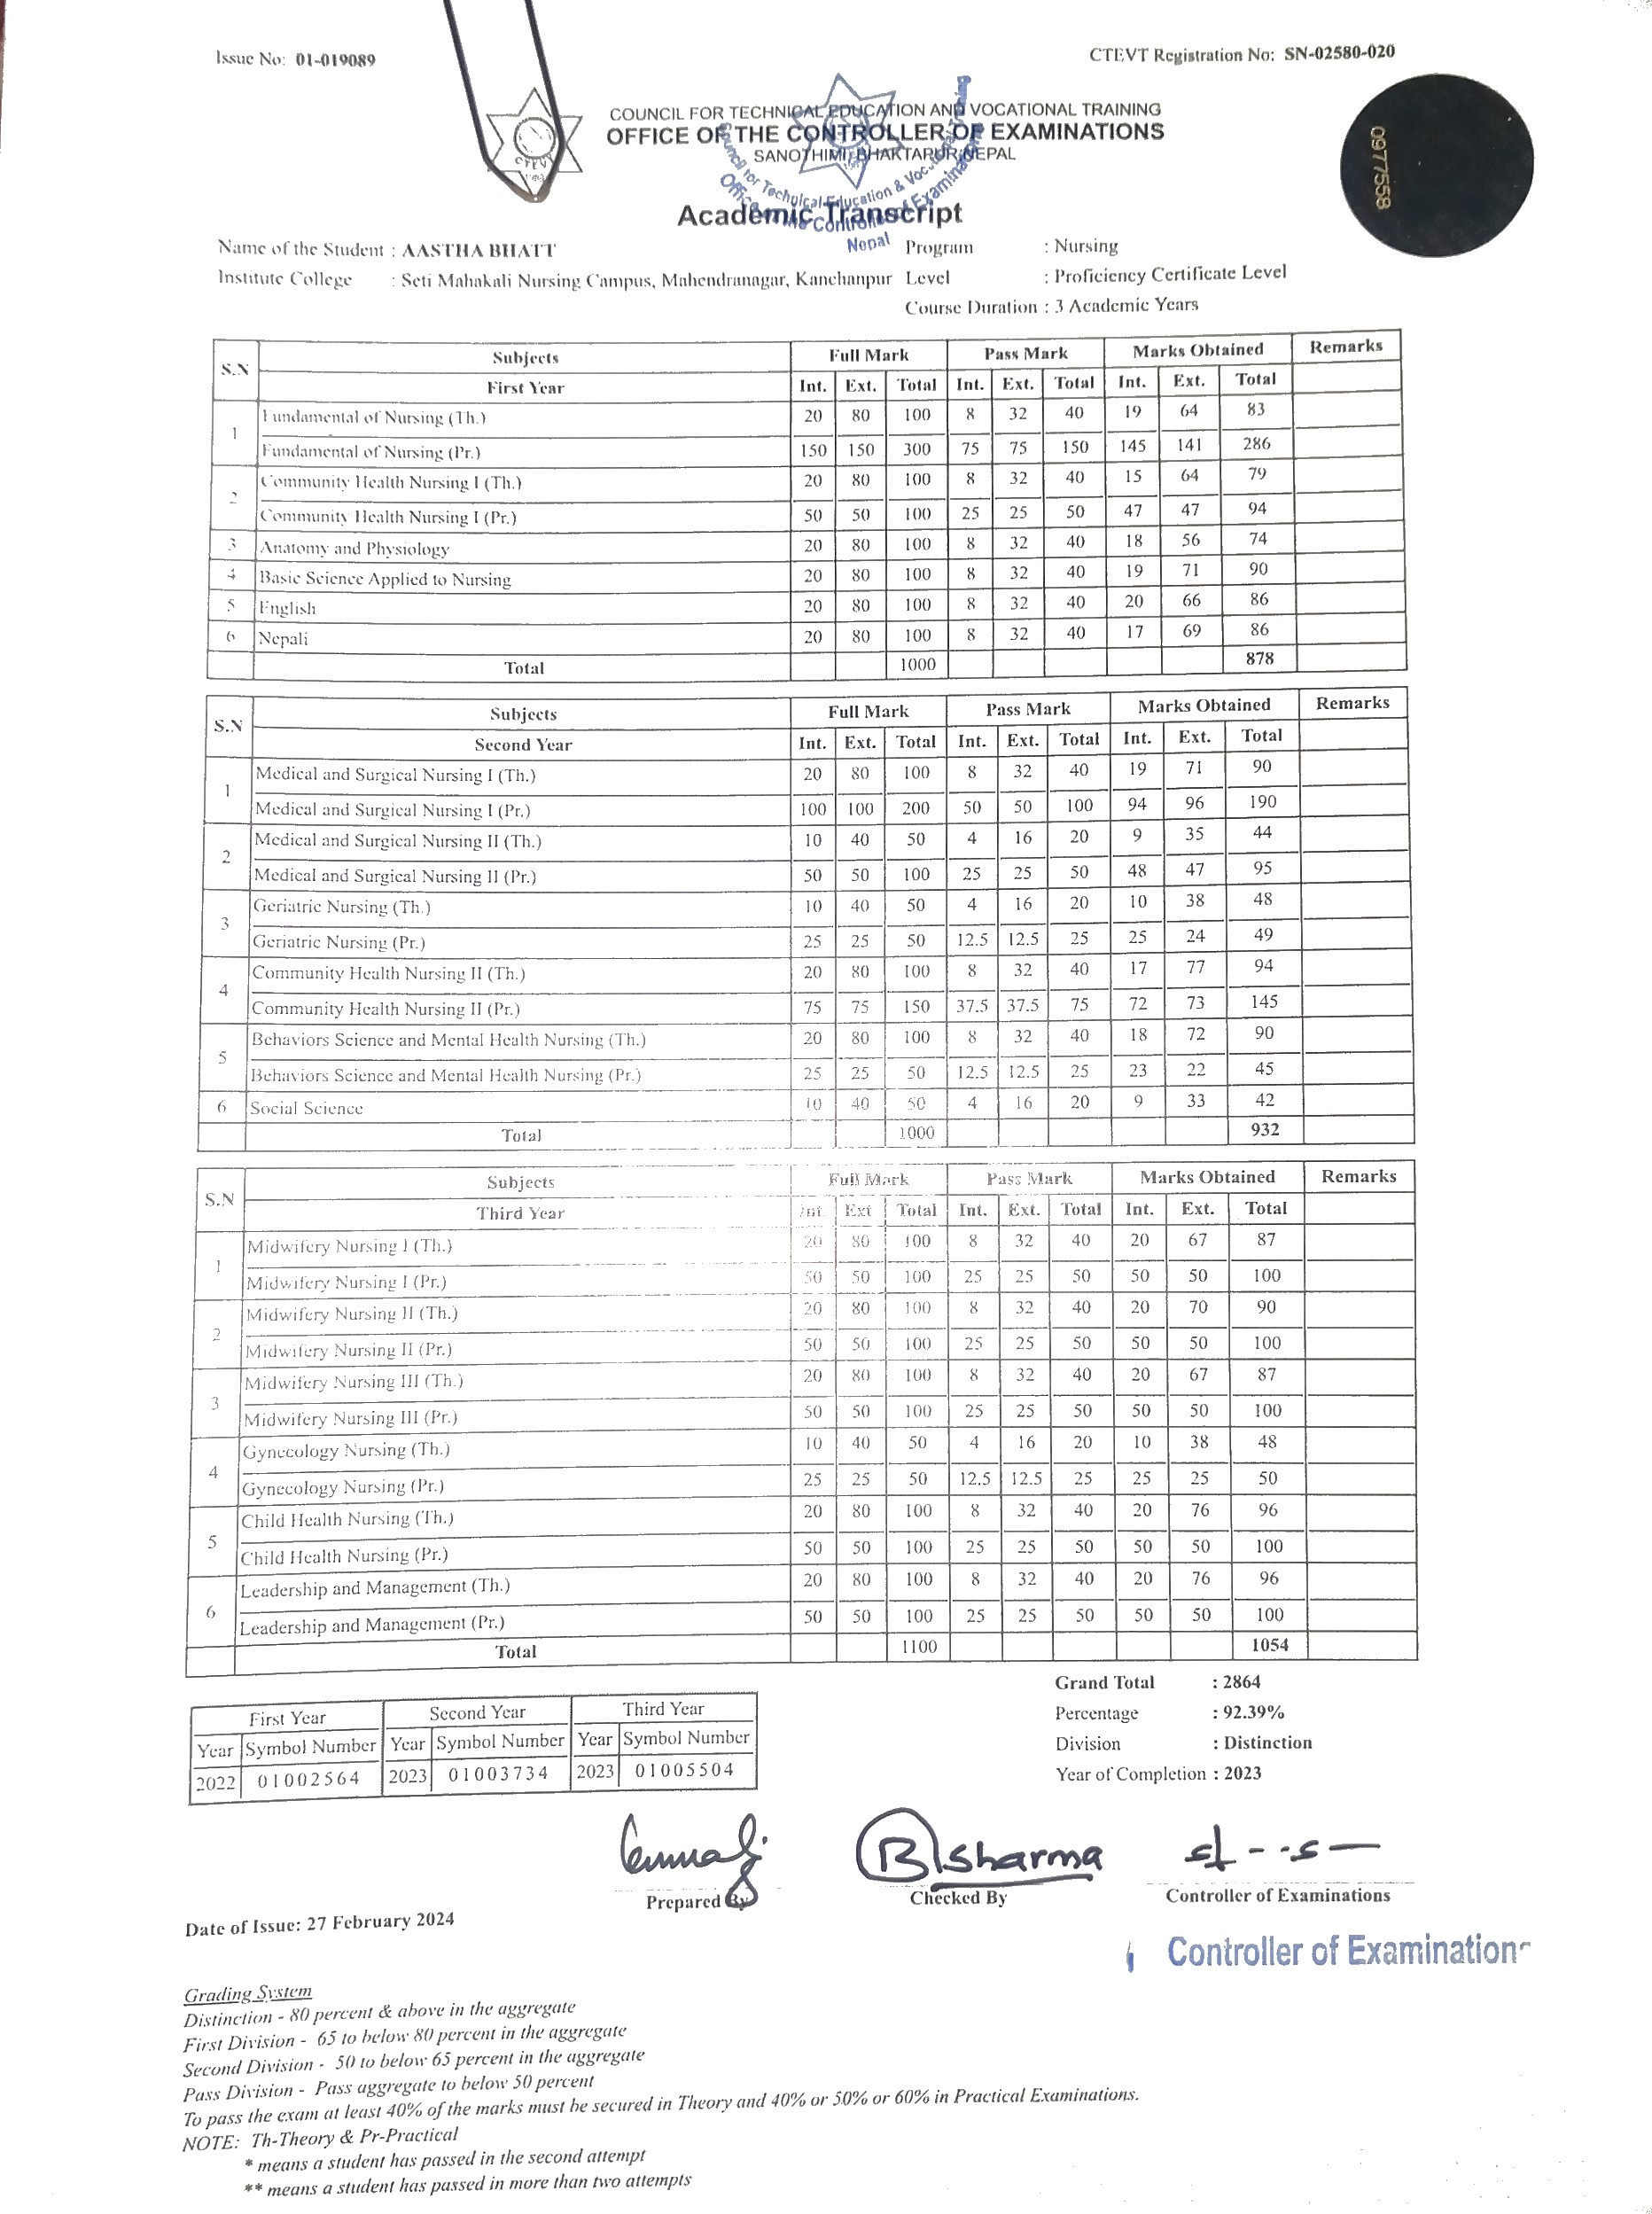 Issue No: 01-019089
CTEVT Registration No: SN-02580-020
0977558
COUNCIL FOR TECHNICAL EDUCATION AND VOCATIONAL TRAINING
OFFICE OF THE CONTROLLER OF EXAMINATIONS
SANOTHIMI, BHAKTAPUR, NEPAL
Academic Transcript
Name of the Student : AASTHA BHATT Program : Nursing
Institute College : Seti Mahakali Nursing Campus, Mahendranagar, Kanchanpur Level : Proficiency Certificate Level
Course Duration : 3 Academic Years
S.N Subjects Full Mark Pass Mark Marks Obtained Remarks
First Year Int. Ext. Total Int. Ext. Total Int. Ext. Total
1 Fundamental of Nursing (Th.) 20 80 100 8 32 40 19 64 83
Fundamental of Nursing (Pr.) 150 150 300 75 75 150 145 141 286
2 Community Health Nursing I (Th.) 20 80 100 8 32 40 15 64 79
Community Health Nursing I (Pr.) 50 50 100 25 25 50 47 47 94
3 Anatomy and Physiology 20 80 100 8 32 40 18 56 74
4 Basic Science Applied to Nursing 20 80 100 8 32 40 19 71 90
5 English 20 80 100 8 32 40 20 66 86
6 Nepali 20 80 100 8 32 40 17 69 86
Total 1000 878
S.N Subjects Full Mark Pass Mark Marks Obtained Remarks
Second Year Int. Ext. Total Int. Ext. Total Int. Ext. Total
1 Medical and Surgical Nursing I (Th.) 20 80 100 8 32 40 19 71 90
Medical and Surgical Nursing I (Pr.) 100 100 200 50 50 100 94 96 190
2 Medical and Surgical Nursing II (Th.) 10 40 50 4 16 20 9 35 44
Medical and Surgical Nursing II (Pr.) 50 50 100 25 25 50 48 47 95
3 Geriatric Nursing (Th.) 10 40 50 4 16 20 10 38 48
Geriatric Nursing (Pr.) 25 25 50 12.5 12.5 25 25 24 49
4 Community Health Nursing II (Th.) 20 80 100 8 32 40 17 77 94
Community Health Nursing II (Pr.) 75 75 150 37.5 37.5 75 72 73 145
5 Behaviors Science and Mental Health Nursing (Th.) 20 80 100 8 32 40 18 72 90
Behaviors Science and Mental Health Nursing (Pr.) 25 25 50 12.5 12.5 25 23 22 45
6 Social Science 10 40 50 4 16 20 9 33 42
Total 1000 932
S.N Subjects Full Mark Pass Mark Marks Obtained Remarks
Third Year Int. Ext Total Int. Ext. Total Int. Ext. Total
1 Midwifery Nursing I (Th.) 20 80 100 8 32 40 20 67 87
Midwifery Nursing I (Pr.) 50 50 100 25 25 50 50 50 100
2 Midwifery Nursing II (Th.) 20 80 100 8 32 40 20 70 90
Midwifery Nursing II (Pr.) 50 50 100 25 25 50 50 50 100
3 Midwifery Nursing III (Th.) 20 80 100 8 32 40 20 67 87
Midwifery Nursing III (Pr.) 50 50 100 25 25 50 50 50 100
4 Gynecology Nursing (Th.) 10 40 50 4 16 20 10 38 48
Gynecology Nursing (Pr.) 25 25 50 12.5 12.5 25 25 25 50
5 Child Health Nursing (Th.) 20 80 100 8 32 40 20 76 96
Child Health Nursing (Pr.) 50 50 100 25 25 50 50 50 100
6 Leadership and Management (Th.) 20 80 100 8 32 40 20 76 96
Leadership and Management (Pr.) 50 50 100 25 25 50 50 50 100
Total 1100 1054
Grand Total : 2864
Percentage : 92.39%
Division : Distinction
Year of Completion : 2023
First Year Second Year Third Year
Year Symbol Number Year Symbol Number Year Symbol Number
2022 01002564 2023 01003734 2023 01005504
BSharma
Prepared By Checked By Controller of Examinations
Date of Issue: 27 February 2024
Controller of Examinations
Grading System
Distinction - 80 percent & above in the aggregate
First Division - 65 to below 80 percent in the aggregate
Second Division - 50 to below 65 percent in the aggregate
Pass Division - Pass aggregate to below 50 percent
To pass the exam at least 40% of the marks must be secured in Theory and 40% or 50% or 60% in Practical Examinations.
NOTE: Th-Theory & Pr-Practical
* means a student has passed in the second attempt
** means a student has passed in more than two attempts